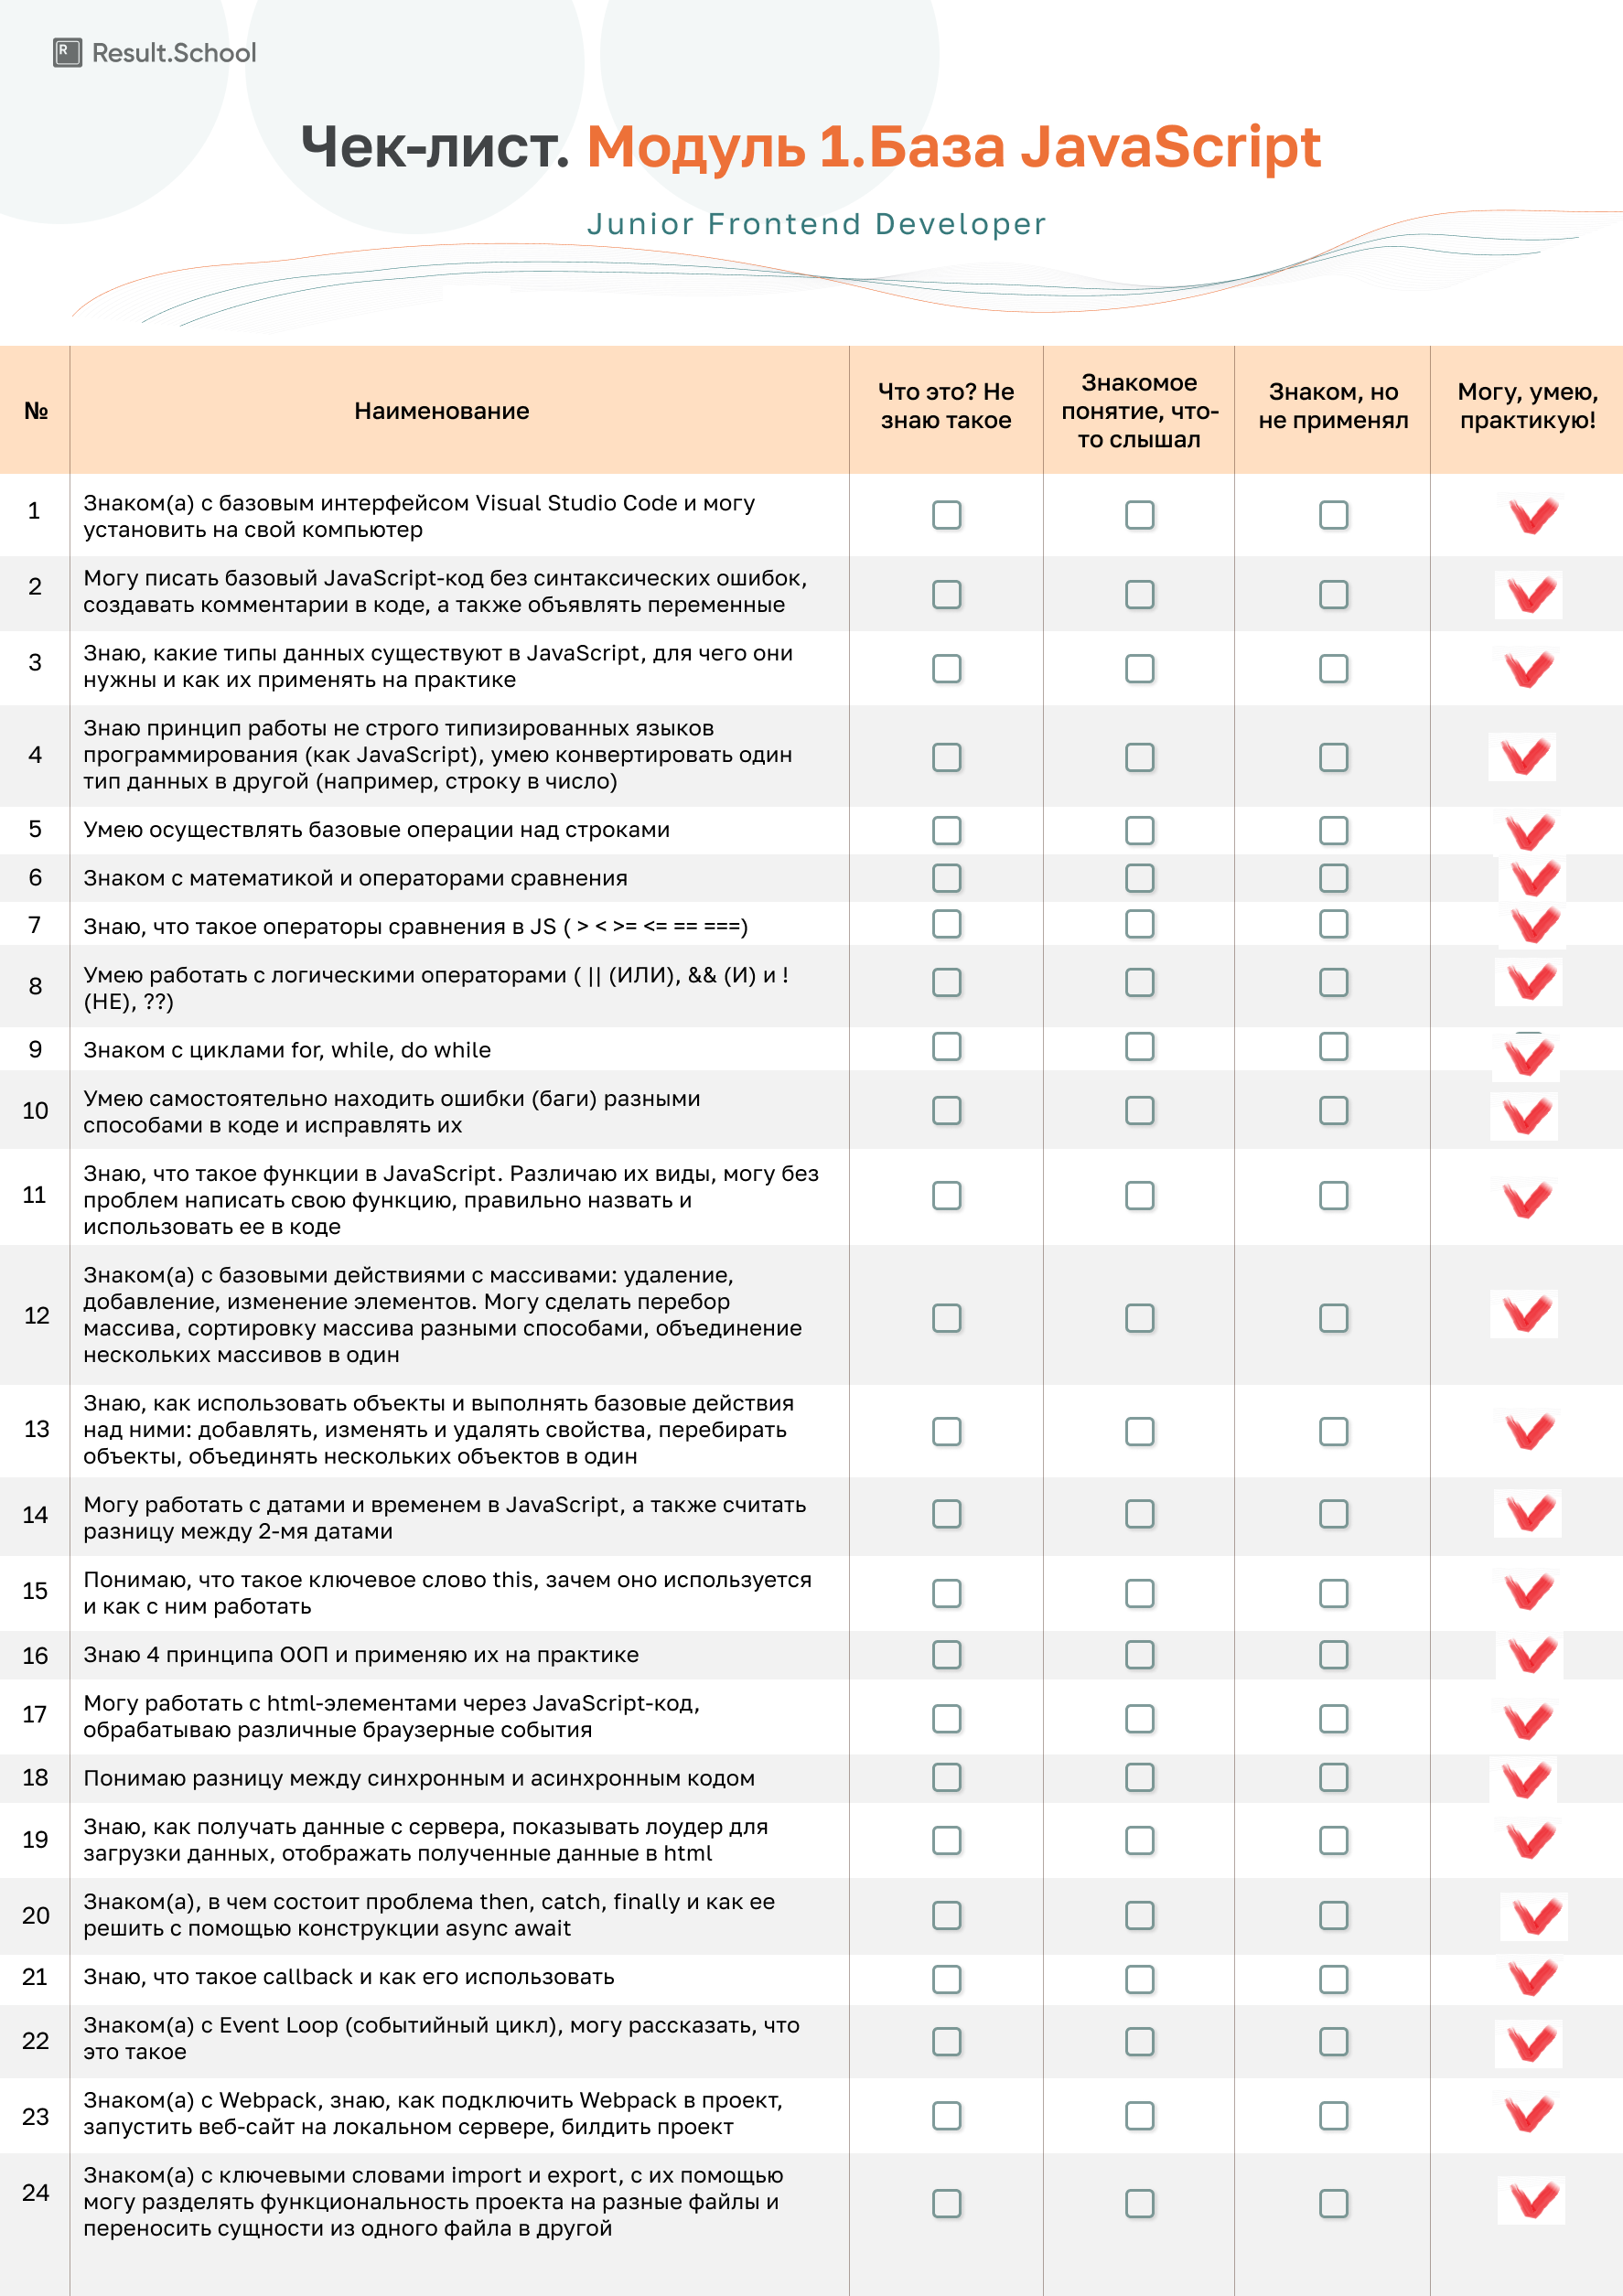 R Result.School
Чек-лист. Модуль 1.База JavaScript
Junior Frontend Developer
№
Наименование
Что это? Не
знаю такое
Знакомое
понятие, что-
то слышал
Знаком, но
не применял
Могу, умею,
практикую!
1
Знаком(а) с базовым интерфейсом Visual Studio Code и могу
установить на свой компьютер
2
Могу писать базовый JavaScript-код без синтаксических ошибок,
создавать комментарии в коде, а также объявлять переменные
3
Знаю, какие типы данных существуют в JavaScript, для чего они
нужны и как их применять на практике
4
Знаю принцип работы не строго типизированных языков
программирования (как JavaScript), умею конвертировать один
тип данных в другой (например, строку в число)
5
Умею осуществлять базовые операции над строками
6
Знаком с математикой и операторами сравнения
7
Знаю, что такое операторы сравнения в JS ( > < >= <= == ===)
8
Умею работать с логическими операторами ( || (ИЛИ), && (И) и !
(НЕ), ??)
9
Знаком с циклами for, while, do while
10
Умею самостоятельно находить ошибки (баги) разными
способами в коде и исправлять их
11
Знаю, что такое функции в JavaScript. Различаю их виды, могу без
проблем написать свою функцию, правильно назвать и
использовать ее в коде
12
Знаком(а) с базовыми действиями с массивами: удаление,
добавление, изменение элементов. Могу сделать перебор
массива, сортировку массива разными способами, объединение
нескольких массивов в один
13
Знаю, как использовать объекты и выполнять базовые действия
над ними: добавлять, изменять и удалять свойства, перебирать
объекты, объединять нескольких объектов в один
14
Могу работать с датами и временем в JavaScript, а также считать
разницу между 2-мя датами
15
Понимаю, что такое ключевое слово this, зачем оно используется
и как с ним работать
16
Знаю 4 принципа ООП и применяю их на практике
17
Могу работать с html-элементами через JavaScript-код,
обрабатываю различные браузерные события
18
Понимаю разницу между синхронным и асинхронным кодом
19
Знаю, как получать данные с сервера, показывать лоудер для
загрузки данных, отображать полученные данные в html
20
Знаком(а), в чем состоит проблема then, catch, finally и как ее
решить с помощью конструкции async await
21
Знаю, что такое callback и как его использовать
22
Знаком(а) с Event Loop (событийный цикл), могу рассказать, что
это такое
23
Знаком(а) с Webpack, знаю, как подключить Webpack в проект,
запустить веб-сайт на локальном сервере, билдить проект
24
Знаком(а) с ключевыми словами import и export, с их помощью
могу разделять функциональность проекта на разные файлы и
переносить сущности из одного файла в другой